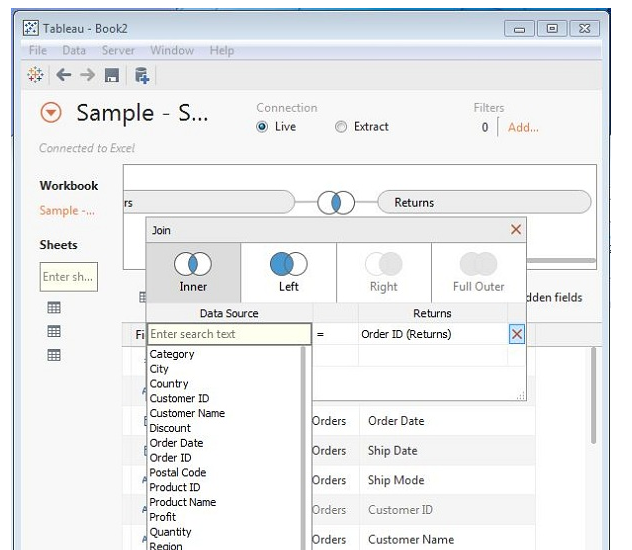 Tableau - Book2
File Data Server Window Help
Sample - S...
Connection
Live Extract
Filters
0 Add...
Connected to Excel
Workbook
Sample -...
Sheets
Enter sh...
rs
Returns
Join
Inner
Left
Right
Full Outer
dden fields
Data Source
Returns
Enter search text
=
Order ID (Returns)
Category
City
Country
Customer ID
Customer Name
Discount
Order Date
Order ID
Postal Code
Product ID
Product Name
Profit
Quantity
Region
Fi
Orders Order Date
Orders Ship Date
Orders Ship Mode
Orders Customer ID
Orders Customer Name